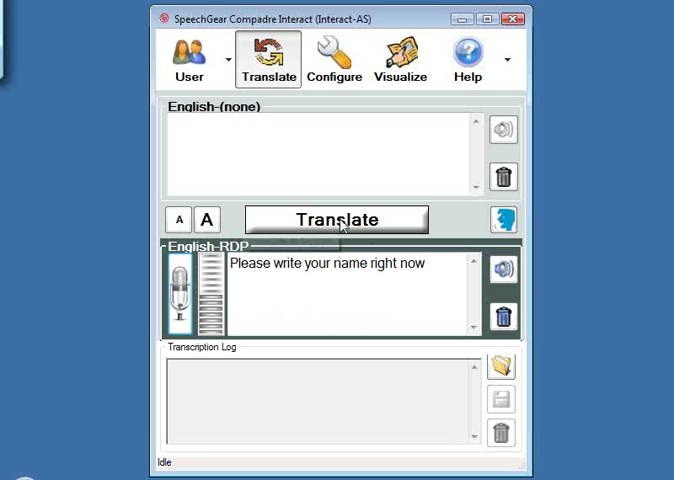 SpeechGear Compadre Interact (Interact-AS)
User Translate Configure Visualize Help
English-(none)
A A Translate
English-RDP
Please write your name right now
Transcription Log
Idle